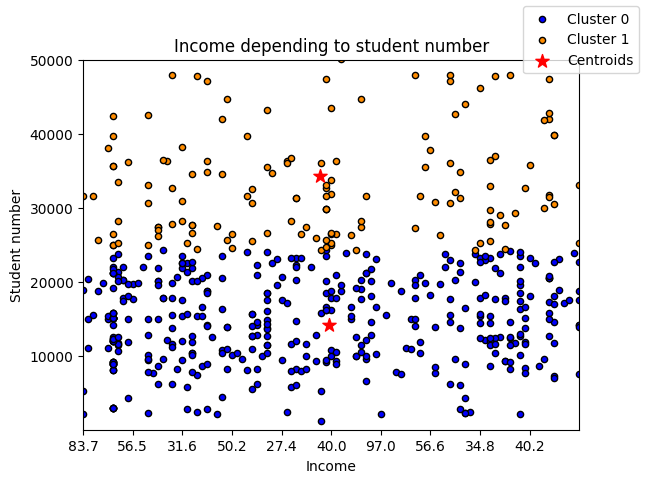 Cluster 0
Cluster 1
Centroids
Income depending to student number
50000
40000
30000
20000
10000
Student number
83.7 56.5 31.6 50.2 27.4 40.0 97.0 56.6 34.8 40.2
Income